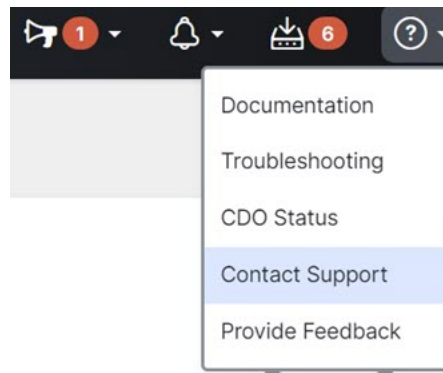 1
6
?
Documentation
Troubleshooting
CDO Status
Contact Support
Provide Feedback